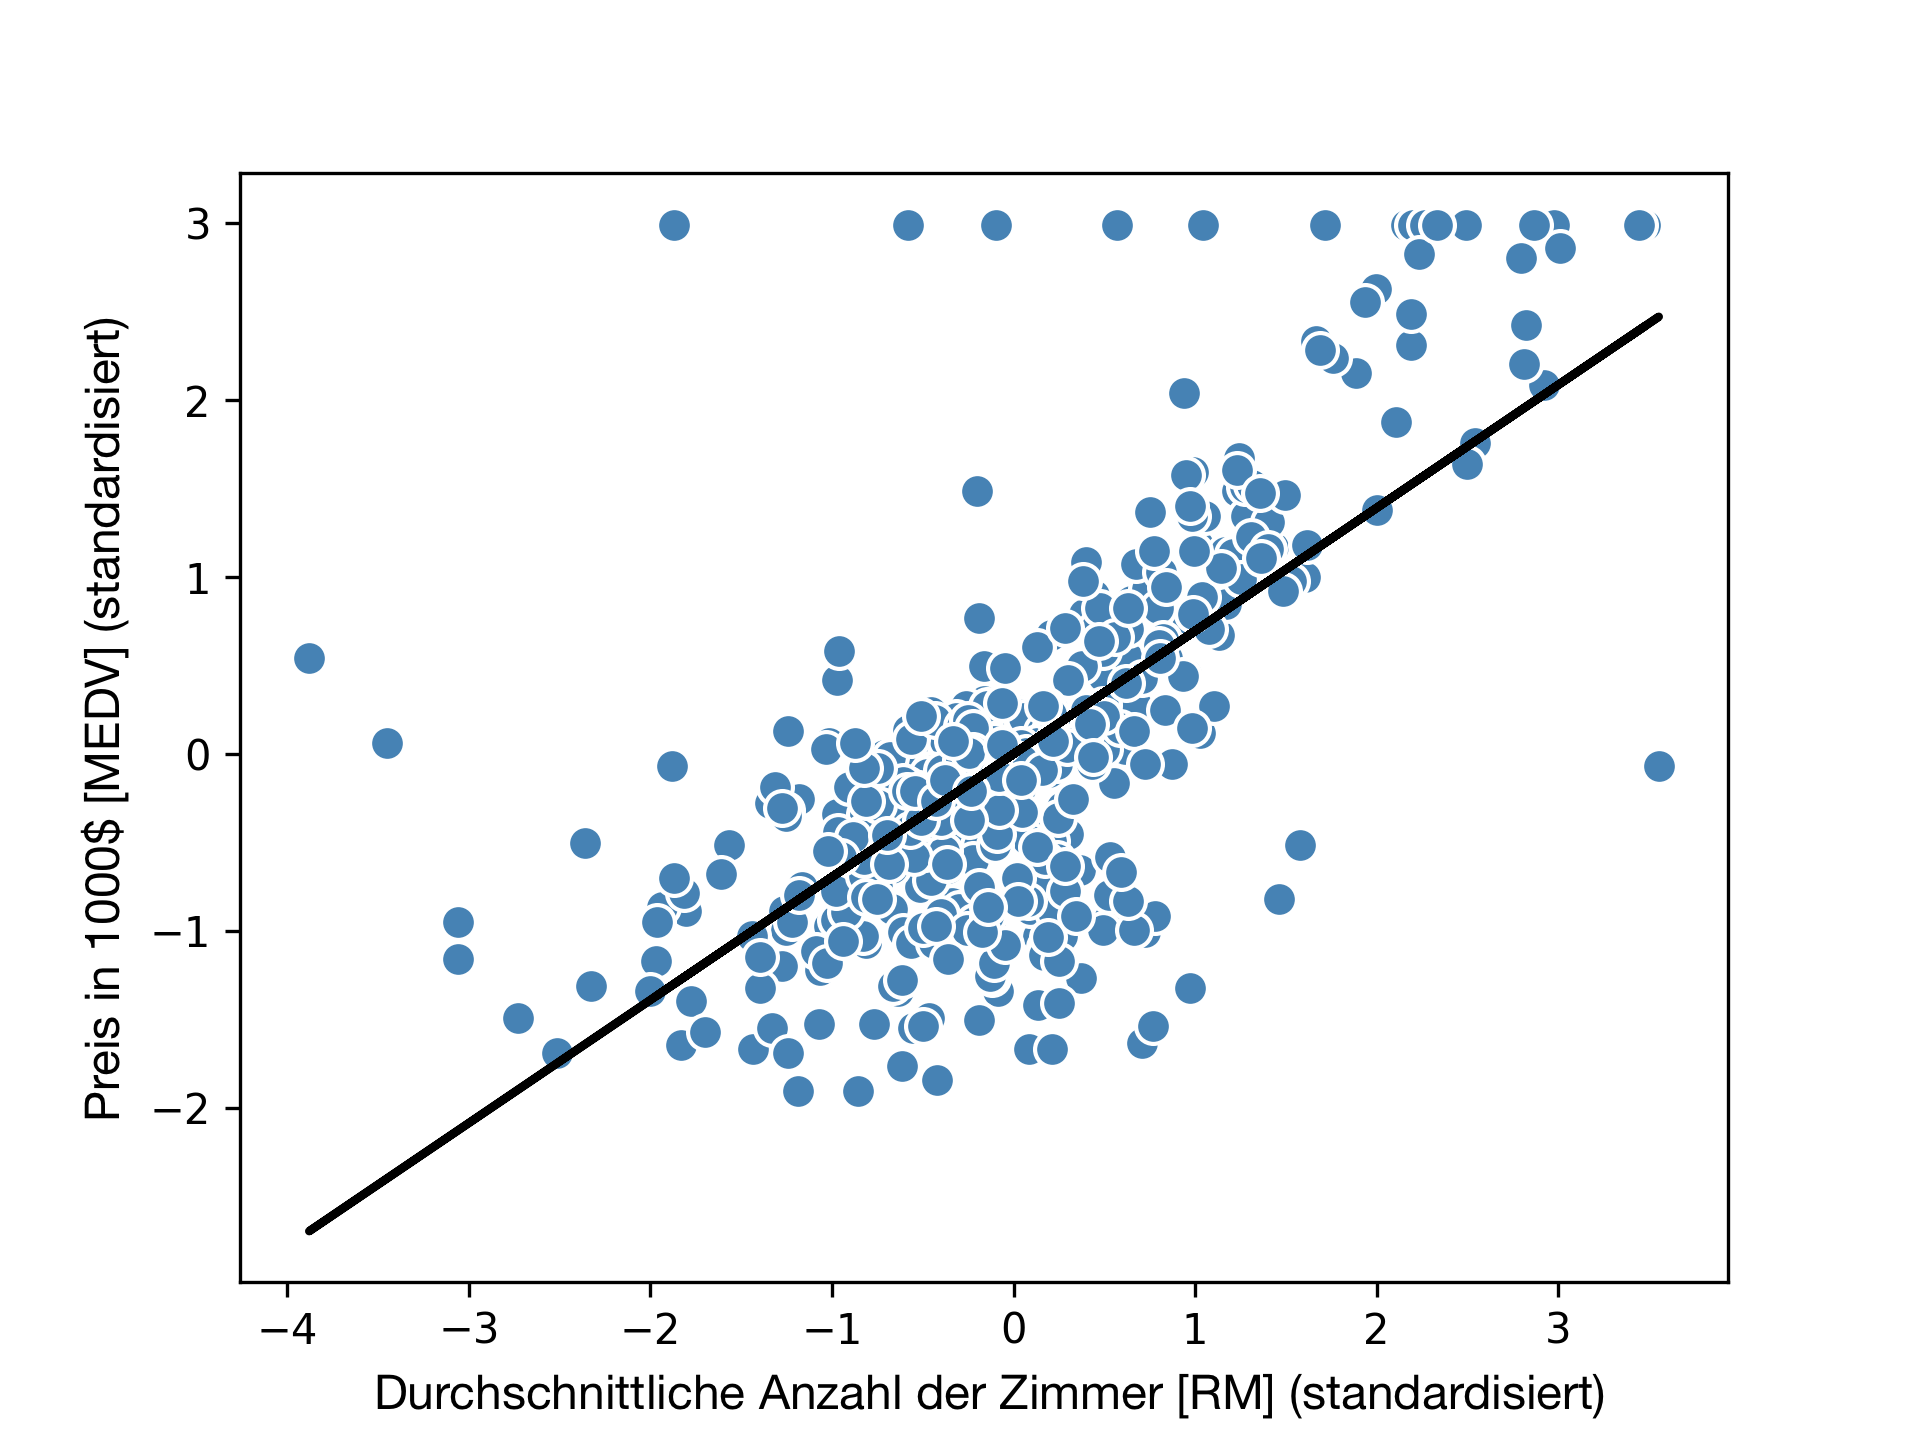 Preis in 1000$ [MEDV] (standardisiert)
3
2
1
0
−1
−2
−4 −3 −2 −1 0 1 2 3
Durchschnittliche Anzahl der Zimmer [RM] (standardisiert)